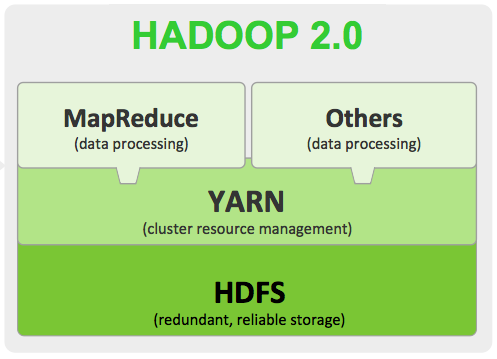 HADOOP 2.0
MapReduce
(data processing)
Others
(data processing)
YARN
(cluster resource management)
HDFS
(redundant, reliable storage)